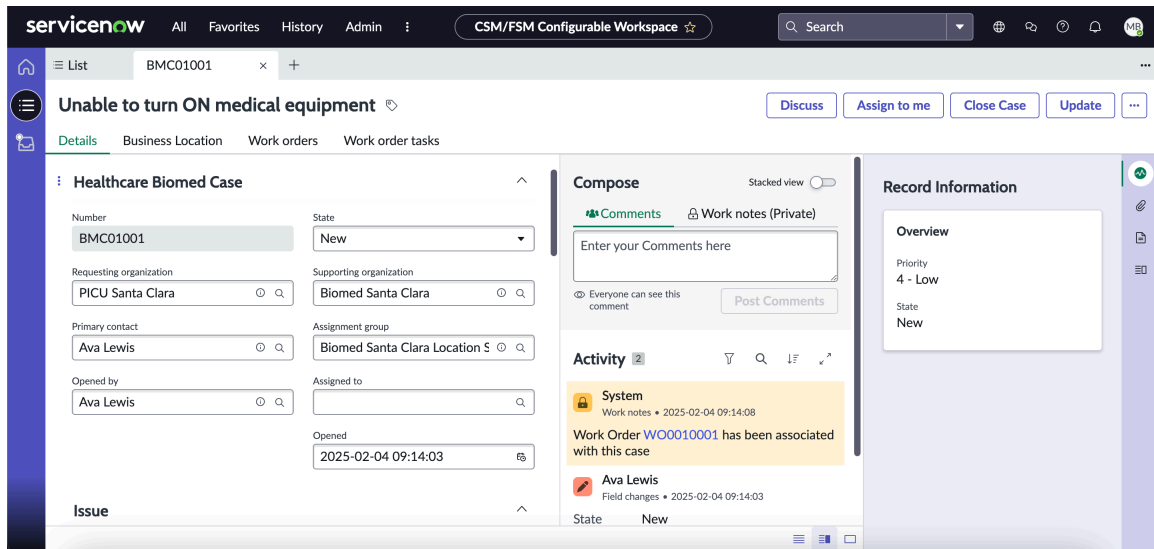 servicenow All Favorites History Admin CSM/FSM Configurable Workspace Search MB
List BMC01001
Unable to turn ON medical equipment Discuss Assign to me Close Case Update
Details Business Location Work orders Work order tasks
Healthcare Biomed Case
Number
BMC01001
State
New
Requesting organization
PICU Santa Clara
Supporting organization
Biomed Santa Clara
Primary contact
Ava Lewis
Assignment group
Biomed Santa Clara Location S
Opened by
Ava Lewis
Assigned to
Opened
2025-02-04 09:14:03
Issue
Compose Stacked view
Comments Work notes (Private)
Enter your Comments here
Everyone can see this
comment
Post Comments
Activity 2
System
Work notes • 2025-02-04 09:14:08
Work Order WO0010001 has been associated
with this case
Ava Lewis
Field changes • 2025-02-04 09:14:03
State New
Record Information
Overview
Priority
4 - Low
State
New